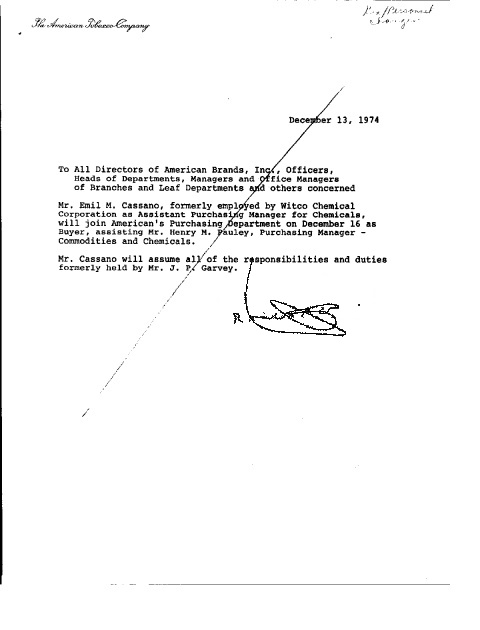 The American Tobacco Company
Personnel
December 13, 1974
To All Directors of American Brands, Inc., Officers,
Heads of Departments, Managers and Office Managers
of Branches and Leaf Departments and others concerned
Mr. Emil M. Cassano, formerly employed by Witco Chemical
Corporation as Assistant Purchasing Manager for Chemicals,
will join American's Purchasing Department on December 16 as
Buyer, assisting Mr. Henry M. Pauley, Purchasing Manager -
Commodities and Chemicals.
Mr. Cassano will assume all of the responsibilities and duties
formerly held by Mr. J. P. Garvey.